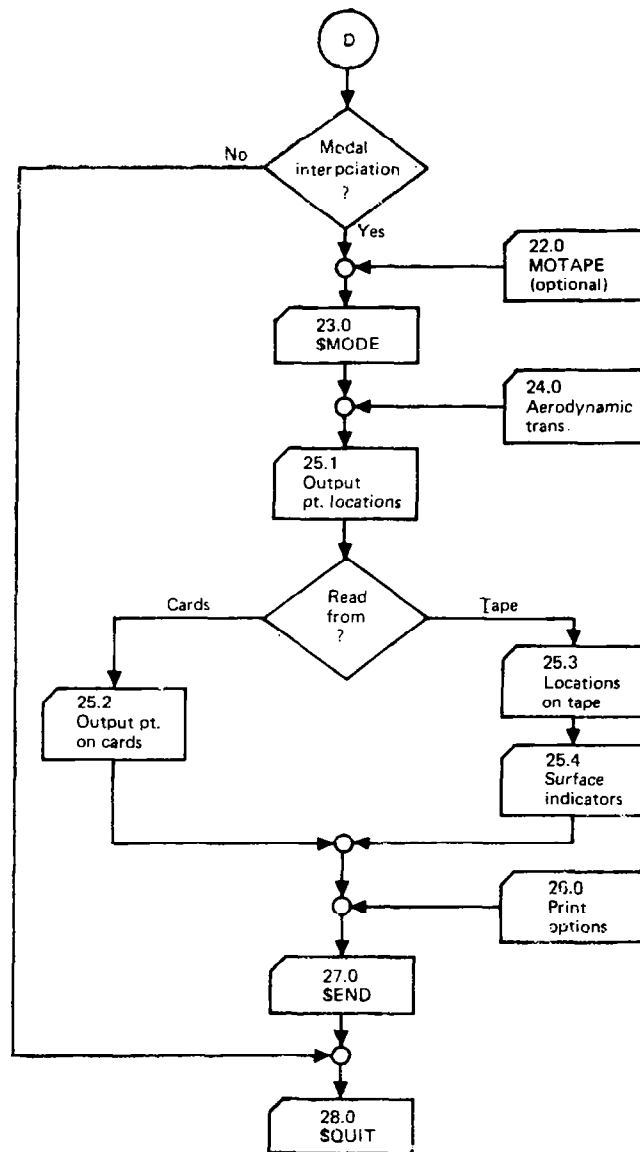 D
Modal
interpolation
?
No
Yes
22.0
MOTAPE
(optional)
23.0
$MODE
24.0
Aerodynamic
trans.
25.1
Output
pt. locations
Read
from
?
Cards
Tape
25.2
Output pt.
on cards
25.3
Locations
on tape
25.4
Surface
indicators
26.0
Print
options
27.0
$END
28.0
$QUIT